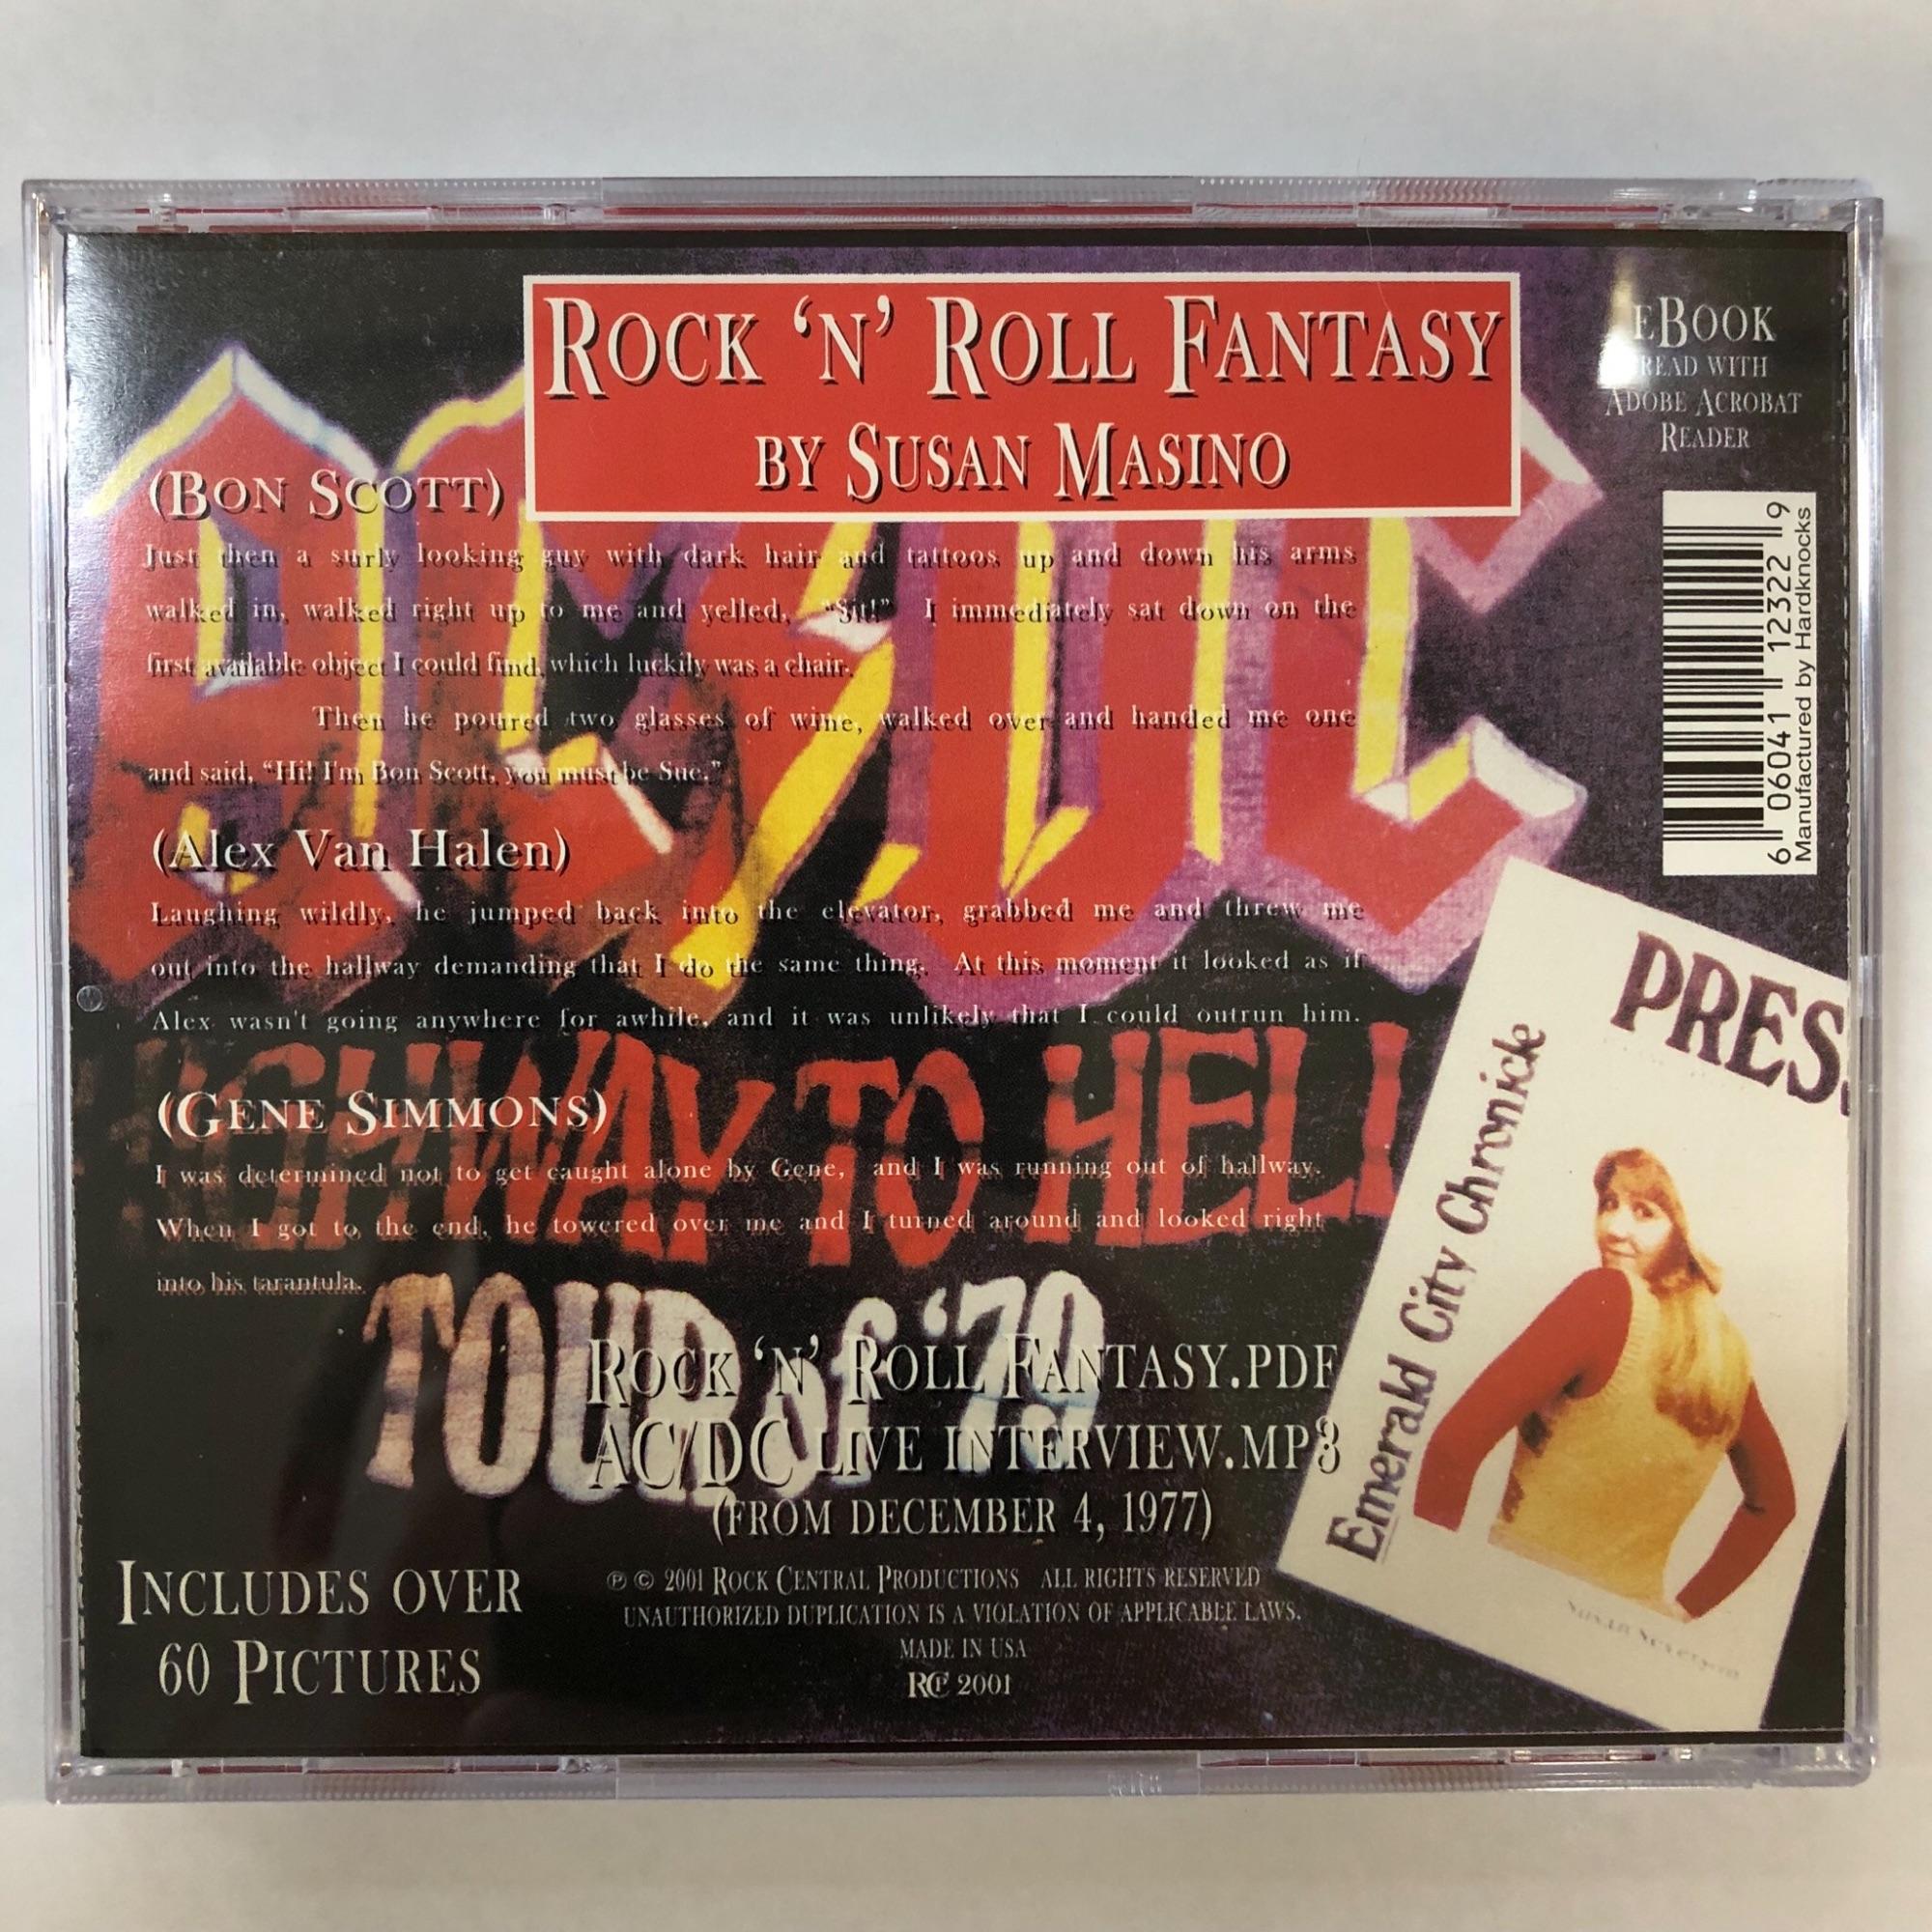 ROCK ‘N’ ROLL FANTASY
BY SUSAN MASINO
EBOOK
READ WITH
ADOBE ACROBAT
READER
(BON SCOTT)
Just then a surly looking guy with dark hair and tattoos up and down his arms
walked in, walked right up to me and yelled, “Sit!” I immediately sat down on the
first available object I could find, which luckily was a chair.
Then he poured two glasses of wine, walked over and handed me one
and said, “Hi! I'm Bon Scott, you must be Sue.”
(Alex Van Halen)
Laughing wildly, he jumped back into the elevator, grabbed me and threw me
out into the hallway demanding that I do the same thing. At this moment it looked as if
Alex wasn't going anywhere for awhile, and it was unlikely that I could outrun him.
(GENE SIMMONS)
I was determined not to get caught alone by Gene, and I was running out of hallway.
When I got to the end, he towered over me and I turned around and looked right
into his tarantula.
AC/DC
HIGHWAY TO HELL
TOUR of ‘79
ROCK ‘N’ ROLL FANTASY.PDF
AC/DC LIVE INTERVIEW.MP3
(FROM DECEMBER 4, 1977)
INCLUDES OVER
60 PICTURES
℗ © 2001 ROCK CENTRAL PRODUCTIONS ALL RIGHTS RESERVED
UNAUTHORIZED DUPLICATION IS A VIOLATION OF APPLICABLE LAWS.
MADE IN USA
RCP 2001
6 06041 12322 9
Manufactured by Hardknocks
PRESS
Emerald City Chronicle
Susan Severson